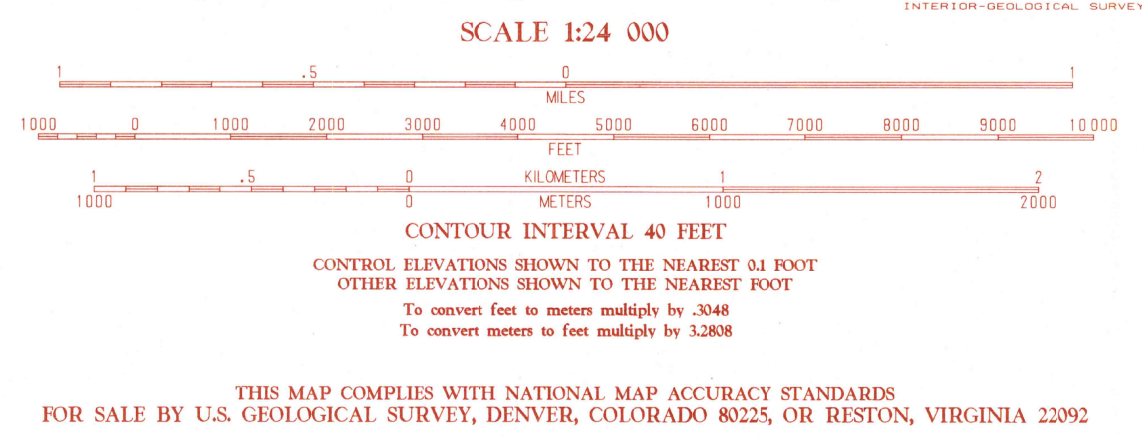 INTERIOR-GEOLOGICAL SURVEY
SCALE 1:24 000
1 .5 0 1
MILES
1000 0 1000 2000 3000 4000 5000 6000 7000 8000 9000 10 000
FEET
1 .5 0 KILOMETERS 1 2
1000 0 METERS 1000 2000
CONTOUR INTERVAL 40 FEET
CONTROL ELEVATIONS SHOWN TO THE NEAREST 0.1 FOOT
OTHER ELEVATIONS SHOWN TO THE NEAREST FOOT
To convert feet to meters multiply by .3048
To convert meters to feet multiply by 3.2808
THIS MAP COMPLIES WITH NATIONAL MAP ACCURACY STANDARDS
FOR SALE BY U.S. GEOLOGICAL SURVEY, DENVER, COLORADO 80225, OR RESTON, VIRGINIA 22092